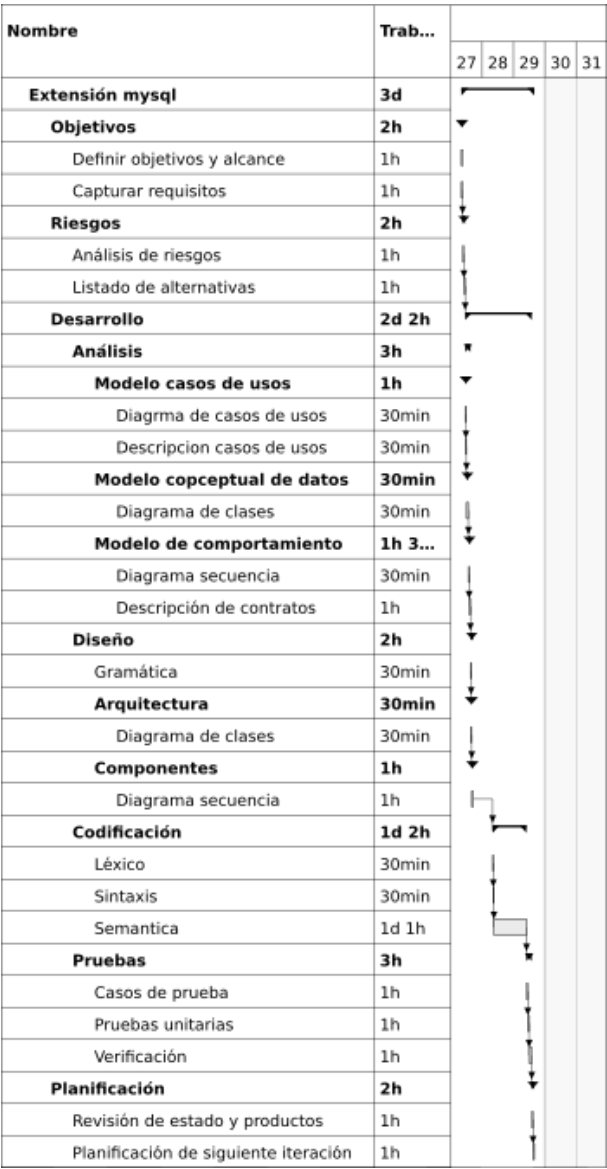 Nombre Trab...
27 28 29 30 31
Extensión mysql 3d
Objetivos 2h
Definir objetivos y alcance 1h
Capturar requisitos 1h
Riesgos 2h
Análisis de riesgos 1h
Listado de alternativas 1h
Desarrollo 2d 2h
Análisis 3h
Modelo casos de usos 1h
Diagrma de casos de usos 30min
Descripcion casos de usos 30min
Modelo copceptual de datos 30min
Diagrama de clases 30min
Modelo de comportamiento 1h 3...
Diagrama secuencia 30min
Descripción de contratos 1h
Diseño 2h
Gramática 30min
Arquitectura 30min
Diagrama de clases 30min
Componentes 1h
Diagrama secuencia 1h
Codificación 1d 2h
Léxico 30min
Sintaxis 30min
Semantica 1d 1h
Pruebas 3h
Casos de prueba 1h
Pruebas unitarias 1h
Verificación 1h
Planificación 2h
Revisión de estado y productos 1h
Planificación de siguiente iteración 1h